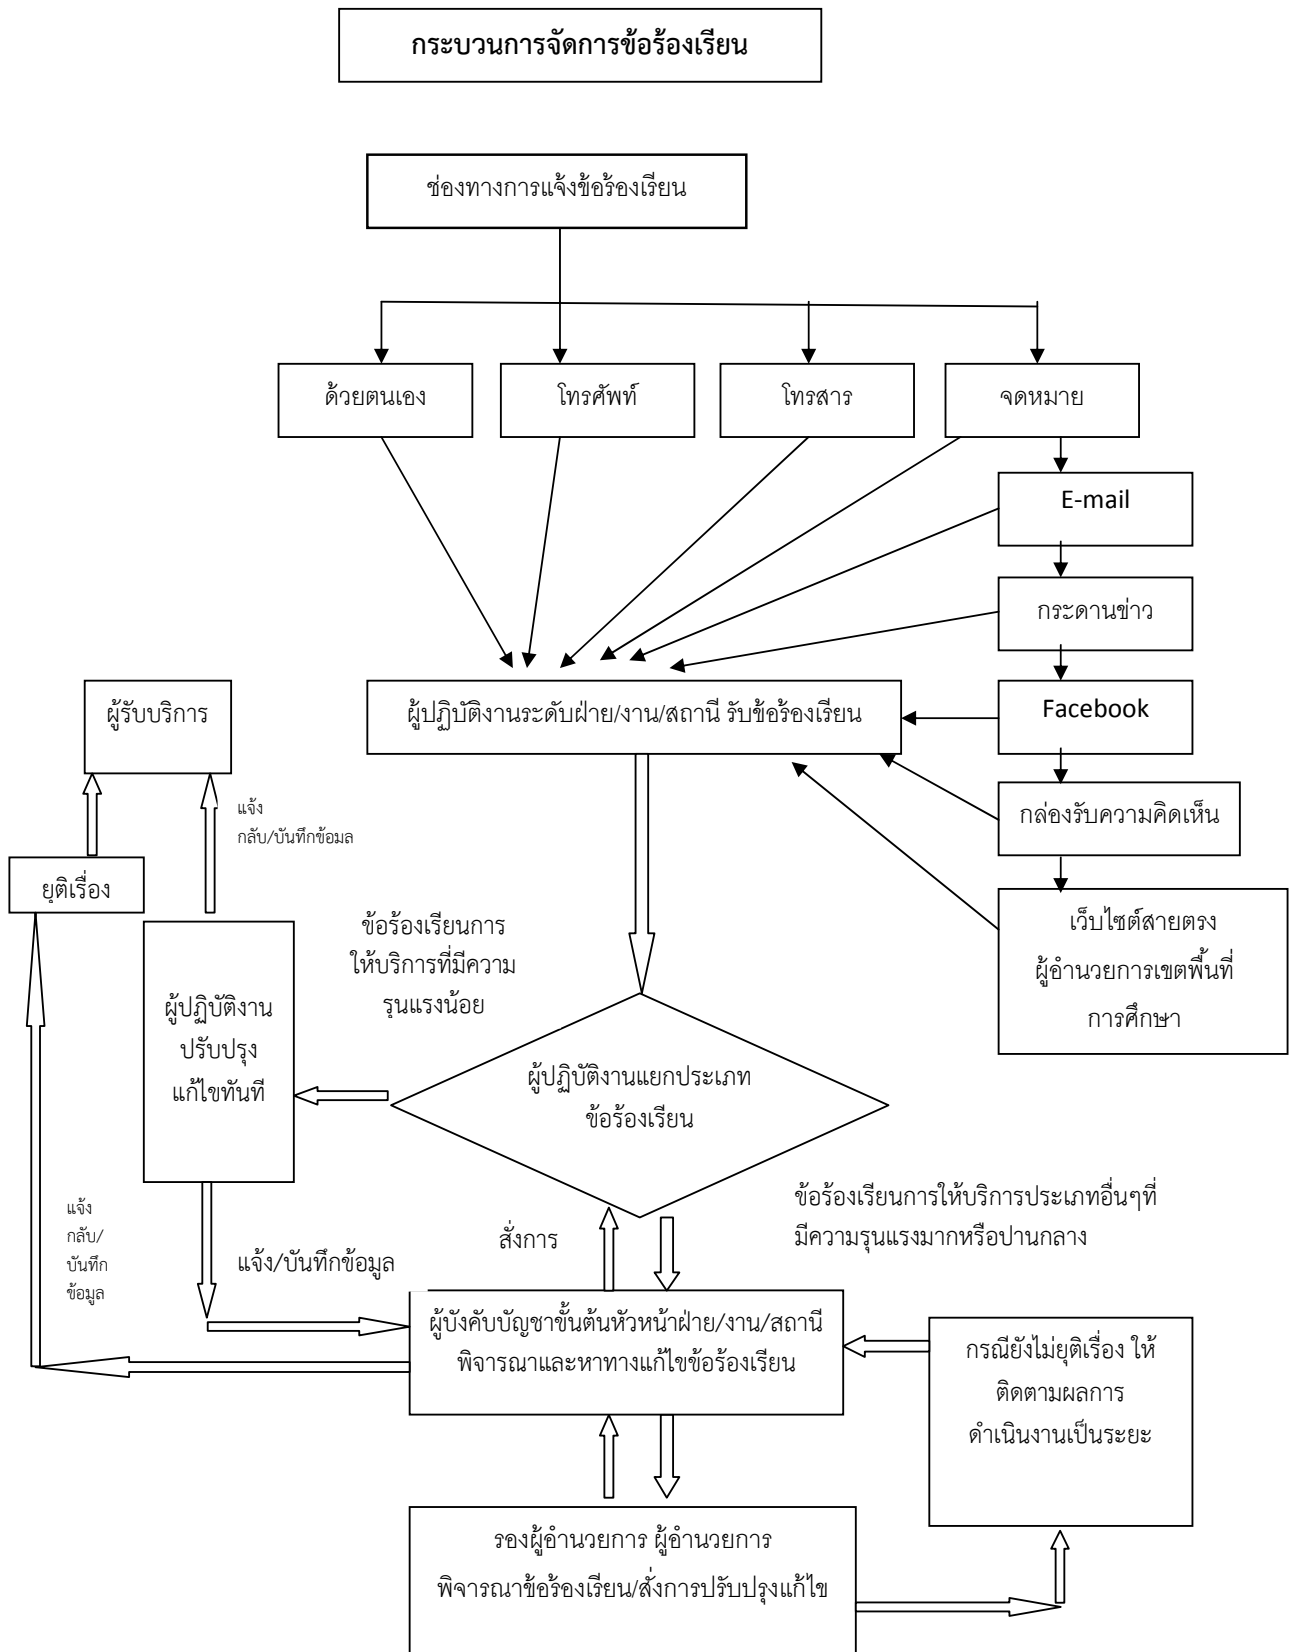 กระบวนการจัดการข้อร้องเรียน
ช่องทางการแจ้งข้อร้องเรียน
ด้วยตนเอง
โทรศัพท์
โทรสาร
จดหมาย
E-mail
กระดานข่าว
Facebook
กล่องรับความคิดเห็น
เว็บไซต์สายตรง
ผู้อำนวยการเขตพื้นที่
การศึกษา
ผู้ปฏิบัติงานระดับฝ่าย/งาน/สถานี รับข้อร้องเรียน
ผู้รับบริการ
แจ้ง
กลับ/บันทึกข้อมล
ยุติเรื่อง
ข้อร้องเรียนการ
ให้บริการที่มีความ
รุนแรงน้อย
ผู้ปฏิบัติงาน
ปรับปรุง
แก้ไขทันที
ผู้ปฏิบัติงานแยกประเภท
ข้อร้องเรียน
ข้อร้องเรียนการให้บริการประเภทอื่นๆที่
มีความรุนแรงมากหรือปานกลาง
สั่งการ
แจ้ง
กลับ/
บันทึก
ข้อมูล
แจ้ง/บันทึกข้อมูล
ผู้บังคับบัญชาขั้นต้นหัวหน้าฝ่าย/งาน/สถานี
พิจารณาและหาทางแก้ไขข้อร้องเรียน
กรณียังไม่ยุติเรื่อง ให้
ติดตามผลการ
ดำเนินงานเป็นระยะ
รองผู้อำนวยการ ผู้อำนวยการ
พิจารณาข้อร้องเรียน/สั่งการปรับปรุงแก้ไข